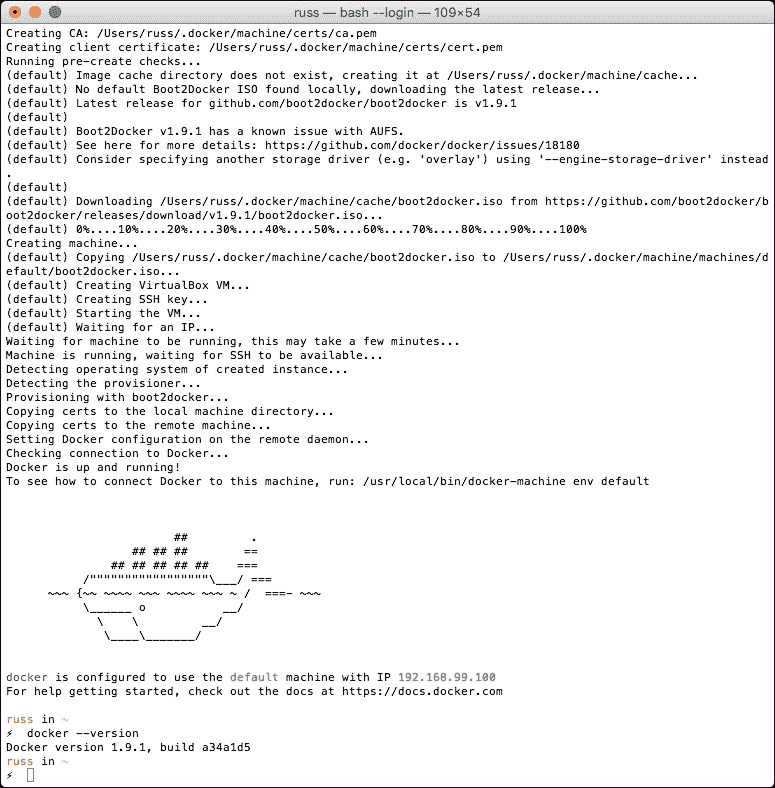 russ — bash --login — 109×54
Creating CA: /Users/russ/.docker/machine/certs/ca.pem
Creating client certificate: /Users/russ/.docker/machine/certs/cert.pem
Running pre-create checks...
(default) Image cache directory does not exist, creating it at /Users/russ/.docker/machine/cache...
(default) No default Boot2Docker ISO found locally, downloading the latest release...
(default) Latest release for github.com/boot2docker/boot2docker is v1.9.1
(default)
(default) Boot2Docker v1.9.1 has a known issue with AUFS.
(default) See here for more details: https://github.com/docker/docker/issues/18180
(default) Consider specifying another storage driver (e.g. 'overlay') using '--engine-storage-driver' instead
.
(default)
(default) Downloading /Users/russ/.docker/machine/cache/boot2docker.iso from https://github.com/boot2docker/b
oot2docker/releases/download/v1.9.1/boot2docker.iso...
(default) 0%....10%....20%....30%....40%....50%....60%....70%....80%....90%....100%
Creating machine...
(default) Copying /Users/russ/.docker/machine/cache/boot2docker.iso to /Users/russ/.docker/machine/machines/d
efault/boot2docker.iso...
(default) Creating VirtualBox VM...
(default) Creating SSH key...
(default) Starting the VM...
(default) Waiting for an IP...
Waiting for machine to be running, this may take a few minutes...
Machine is running, waiting for SSH to be available...
Detecting operating system of created instance...
Detecting the provisioner...
Provisioning with boot2docker...
Copying certs to the local machine directory...
Copying certs to the remote machine...
Setting Docker configuration on the remote daemon...
Checking connection to Docker...
Docker is up and running!
To see how to connect Docker to this machine, run: /usr/local/bin/docker-machine env default
                        ##         .
                  ## ## ##        ==
               ## ## ## ## ##    ===
           /"""""""""""""""""\___/ ===
      ~~~ {~~ ~~~~ ~~~ ~~~~ ~~~ ~ /  ===- ~~~
           \______ o           __/
             \    \         __/
              \____\_______/
docker is configured to use the default machine with IP 192.168.99.100
For help getting started, check out the docs at https://docs.docker.com
russ in ~
⚡ docker --version
Docker version 1.9.1, build a34a1d5
russ in ~
⚡